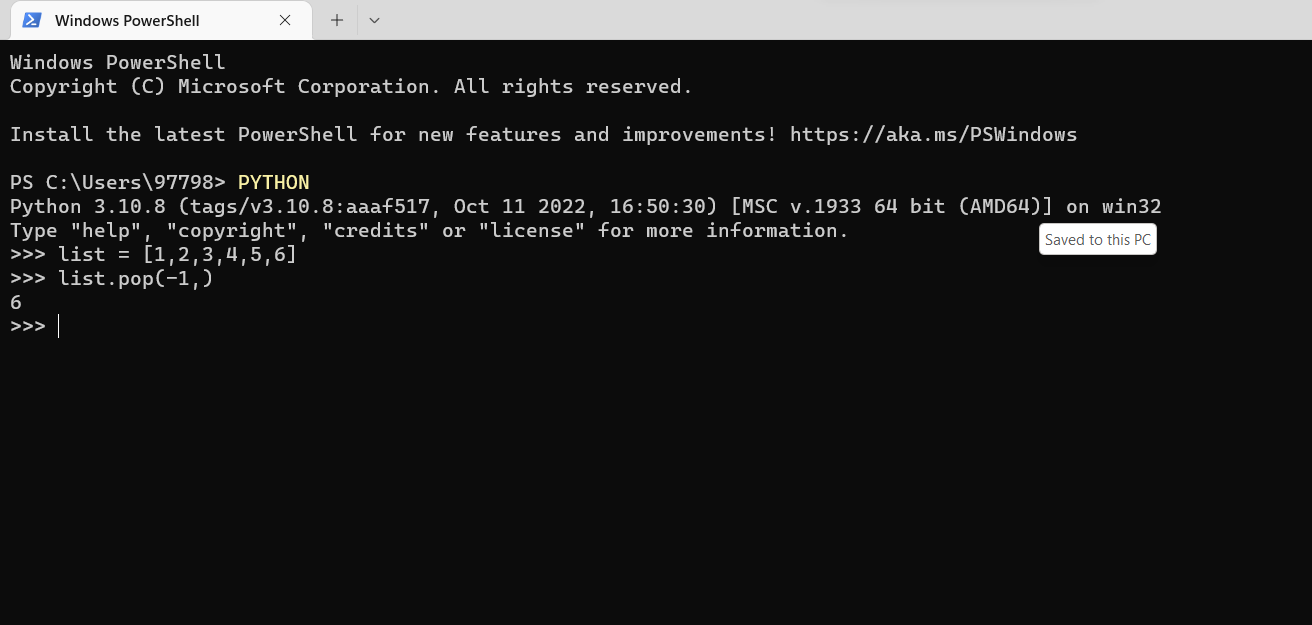 Windows PowerShell
Windows PowerShell
Copyright (C) Microsoft Corporation. All rights reserved.
Install the latest PowerShell for new features and improvements! https://aka.ms/PSWindows
PS C:\Users\97798> PYTHON
Python 3.10.8 (tags/v3.10.8:aaaf517, Oct 11 2022, 16:50:30) [MSC v.1933 64 bit (AMD64)] on win32
Type "help", "copyright", "credits" or "license" for more information.
Saved to this PC
>>> list = [1,2,3,4,5,6]
>>> list.pop(-1,)
6
>>>